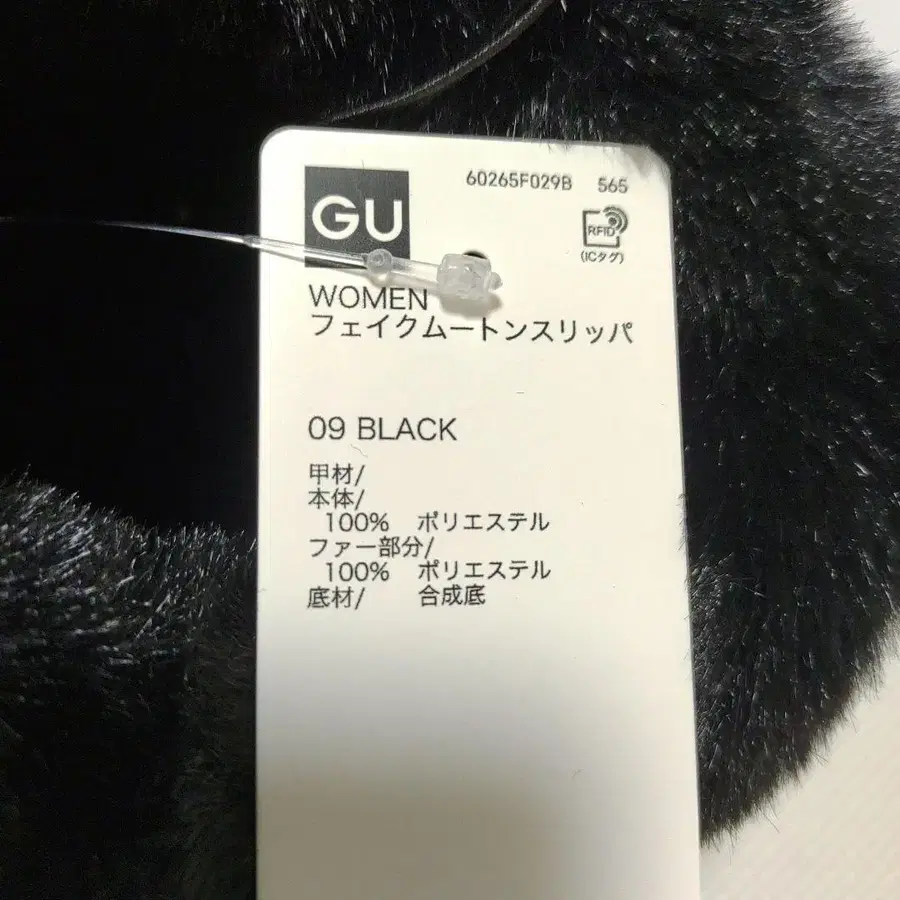 60265F029B 565
GU
RFID
(ICタグ)
WOMEN
フェイクムートンスリッパ
09 BLACK
甲材/
本体/
100% ポリエステル
ファー部分/
100% ポリエステル
底材/ 合成底